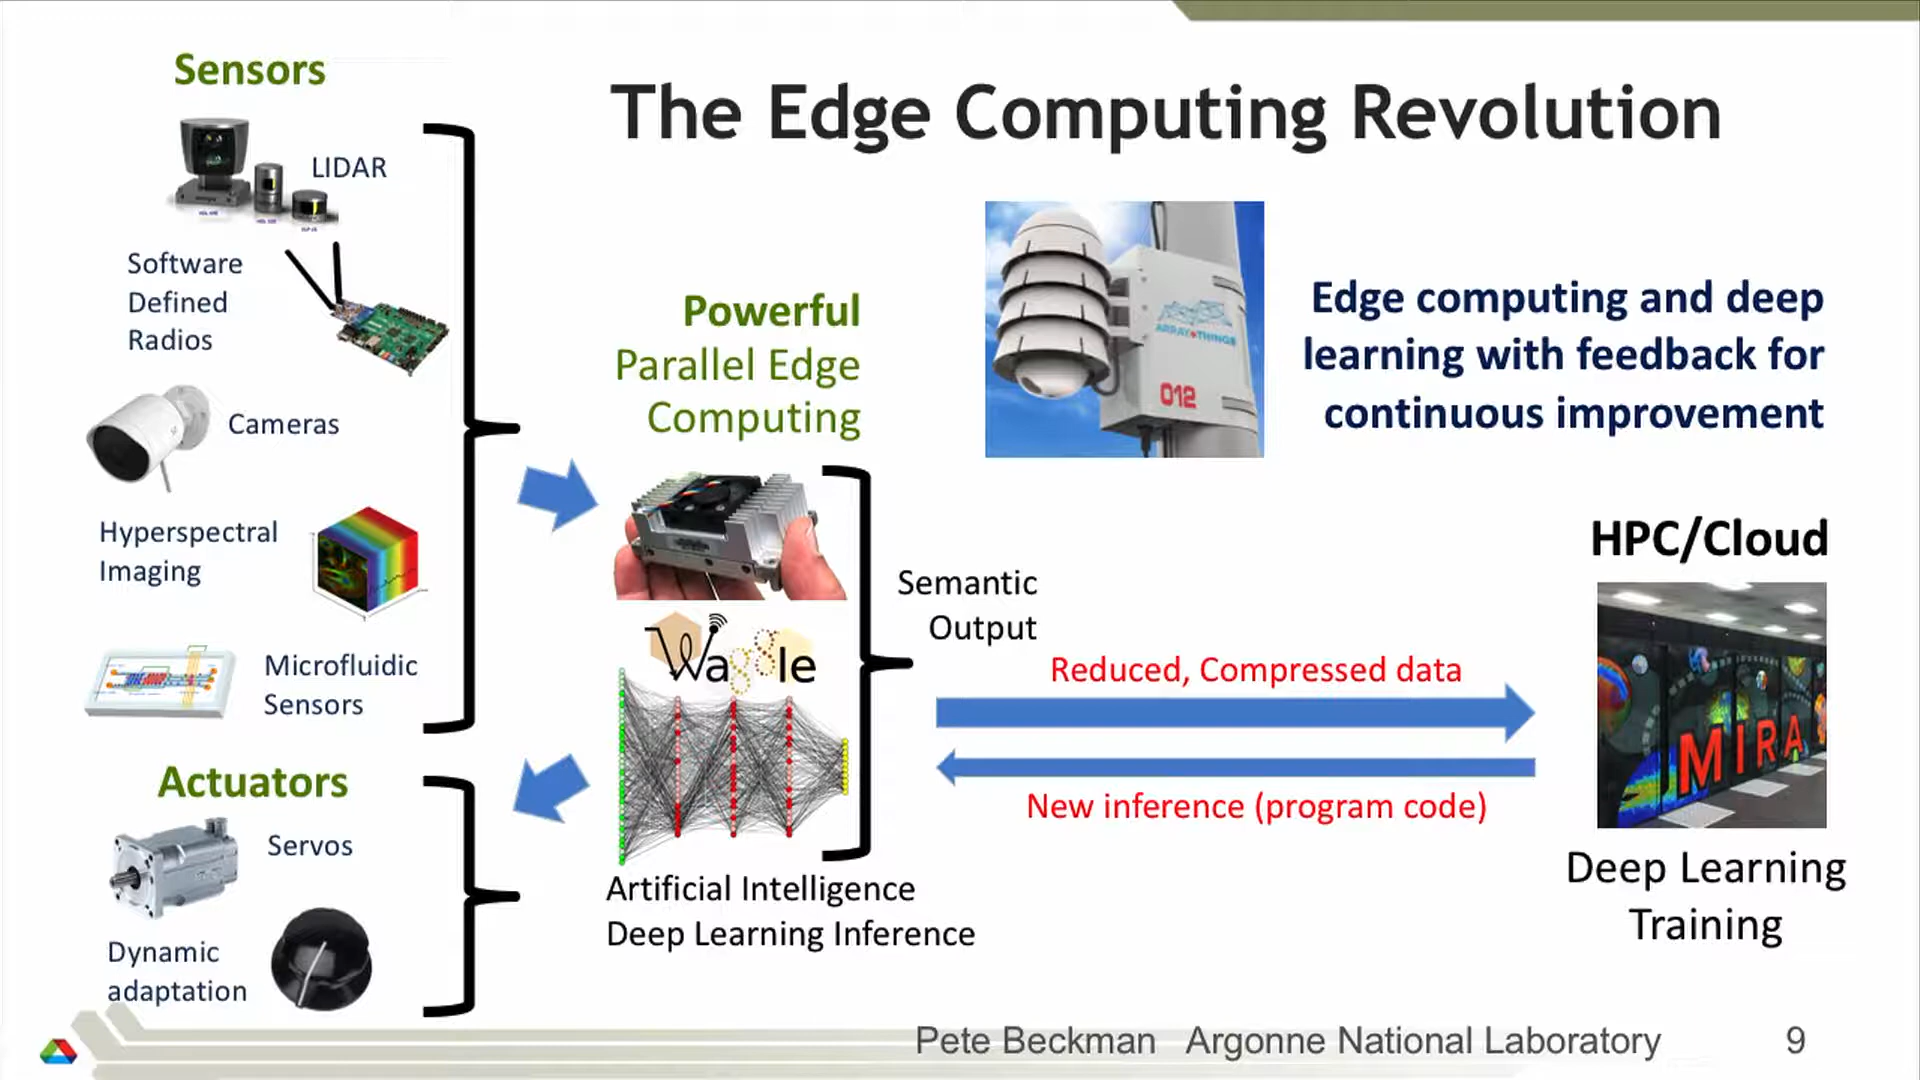 The Edge Computing Revolution
Sensors
LIDAR
Software
Defined
Radios
Cameras
Hyperspectral
Imaging
Microfluidic
Sensors
Actuators
Servos
Dynamic
adaptation
Powerful
Parallel Edge
Computing
Waggle
Artificial Intelligence
Deep Learning Inference
Semantic
Output
ARRAY THINGS
012
Edge computing and deep
learning with feedback for
continuous improvement
Reduced, Compressed data
New inference (program code)
HPC/Cloud
MIRA
Deep Learning
Training
Pete Beckman Argonne National Laboratory
9